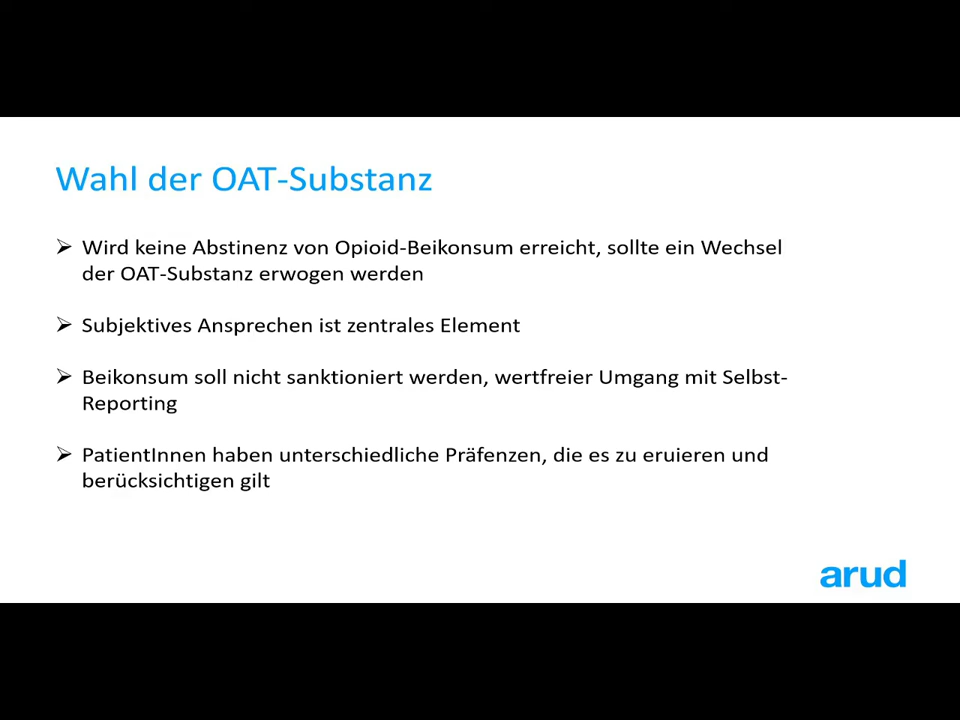 Wahl der OAT-Substanz
➢ Wird keine Abstinenz von Opioid-Beikonsum erreicht, sollte ein Wechsel
der OAT-Substanz erwogen werden
➢ Subjektives Ansprechen ist zentrales Element
➢ Beikonsum soll nicht sanktioniert werden, wertfreier Umgang mit Selbst-
Reporting
➢ PatientInnen haben unterschiedliche Präfenzen, die es zu eruieren und
berücksichtigen gilt
arud